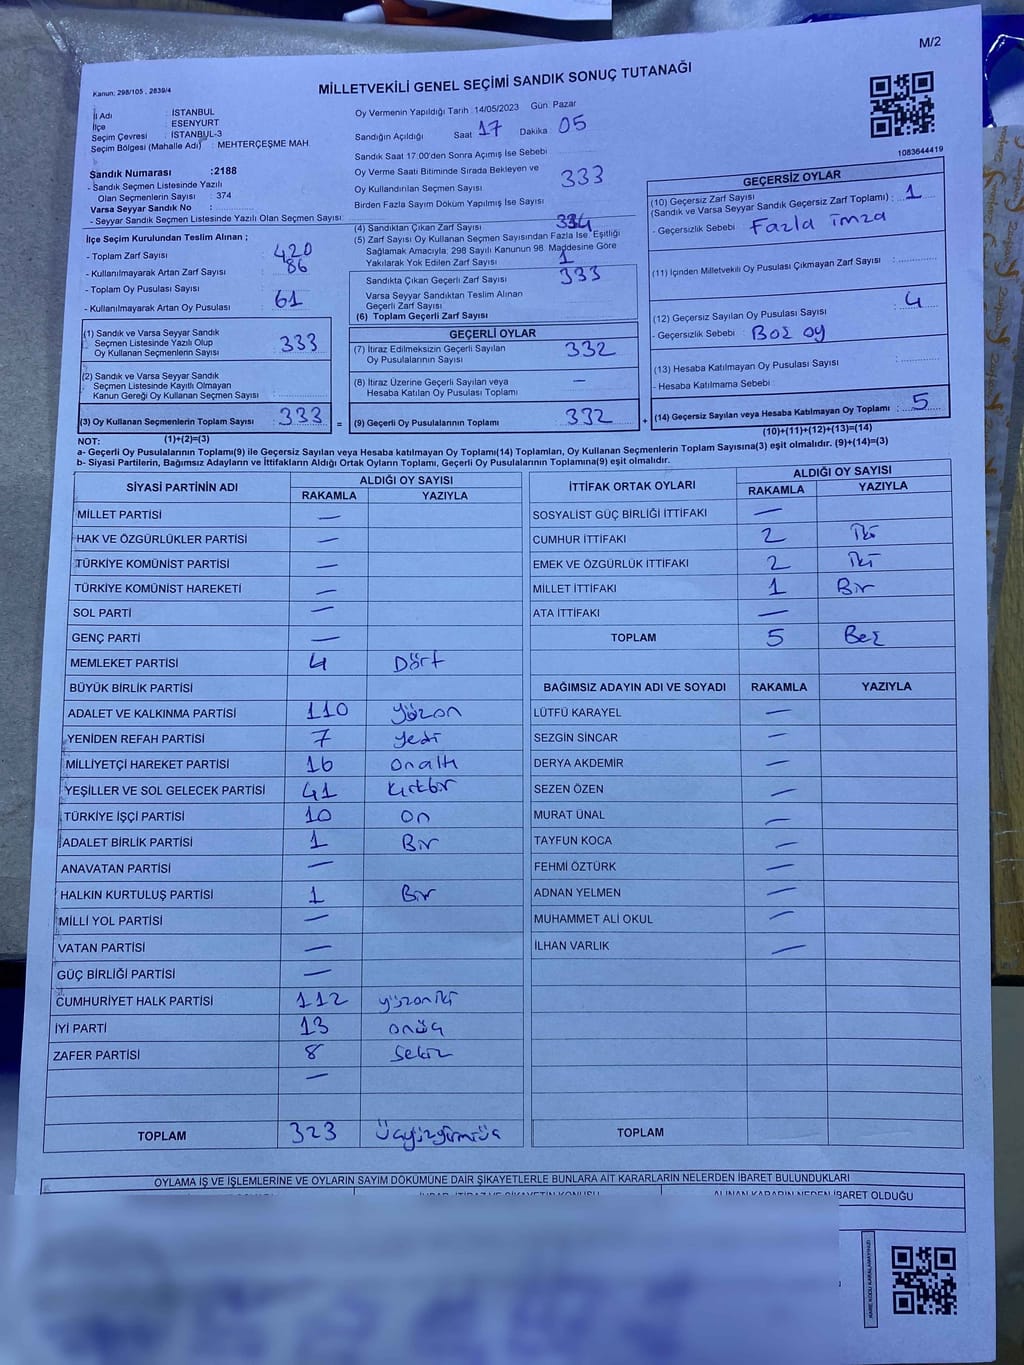 M/2
Kanun: 298/105 , 2839/4
MİLLETVEKİLİ GENEL SEÇİMİ SANDIK SONUÇ TUTANAĞI
İl Adı : İSTANBUL
İlçe : ESENYURT
Seçim Çevresi : İSTANBUL-3
Seçim Bölgesi (Mahalle Adı) : MEHTERÇEŞME MAH.
Sandık Numarası :2188
- Sandık Seçmen Listesinde Yazılı
Olan Seçmenlerin Sayısı : 374
Varsa Seyyar Sandık No :
- Seyyar Sandık Seçmen Listesinde Yazılı Olan Seçmen Sayısı:
İlçe Seçim Kurulundan Teslim Alınan ;
- Toplam Zarf Sayısı : 420
- Kullanılmayarak Artan Zarf Sayısı : 86
- Toplam Oy Pusulası Sayısı :
- Kullanılmayarak Artan Oy Pusulası : 61
(1) Sandık ve Varsa Seyyar Sandık
Seçmen Listesinde Yazılı Olup
Oy Kullanan Seçmenlerin Sayısı : 333
(2) Sandık ve Varsa Seyyar Sandık
Seçmen Listesinde Kayıtlı Olmayan
Kanun Gereği Oy Kullanan Seçmen Sayısı :
(3) Oy Kullanan Seçmenlerin Toplam Sayısı : 333
(1)+(2)=(3)
Oy Vermenin Yapıldığı Tarih : 14/05/2023 Gün: Pazar
Sandığın Açıldığı Saat 17 Dakika 05
Sandık Saat 17:00'den Sonra Açılmış İse Sebebi
Oy Verme Saati Bitiminde Sırada Bekleyen ve
Oy Kullandırılan Seçmen Sayısı 333
Birden Fazla Sayım Döküm Yapılmış İse Sayısı
(4) Sandıktan Çıkan Zarf Sayısı 334
(5) Zarf Sayısı Oy Kullanan Seçmen Sayısından Fazla İse, Eşitliği
Sağlamak Amacıyla; 298 Sayılı Kanunun 98. Maddesine Göre
Yakılarak Yok Edilen Zarf Sayısı 1
Sandıkta Çıkan Geçerli Zarf Sayısı 333
Varsa Seyyar Sandıktan Teslim Alınan
Geçerli Zarf Sayısı
(6) Toplam Geçerli Zarf Sayısı
GEÇERLİ OYLAR
(7) İtiraz Edilmeksizin Geçerli Sayılan
Oy Pusulalarının Sayısı 332
(8) İtiraz Üzerine Geçerli Sayılan veya
Hesaba Katılan Oy Pusulası Toplamı —
= (9) Geçerli Oy Pusulalarının Toplamı 332 +
1083644419
GEÇERSİZ OYLAR
(10) Geçersiz Zarf Sayısı
(Sandık ve Varsa Seyyar Sandık Geçersiz Zarf Toplamı) : 1
- Geçersizlik Sebebi : Fazla imza
(11) İçinden Milletvekili Oy Pusulası Çıkmayan Zarf Sayısı :
(12) Geçersiz Sayılan Oy Pusulası Sayısı : 4
- Geçersizlik Sebebi : Boş oy
(13) Hesaba Katılmayan Oy Pusulası Sayısı :
- Hesaba Katılmama Sebebi :
(14) Geçersiz Sayılan veya Hesaba Katılmayan Oy Toplamı : 5
(10)+(11)+(12)+(13)=(14)
NOT:
a- Geçerli Oy Pusulalarının Toplamı(9) ile Geçersiz Sayılan veya Hesaba katılmayan Oy Toplamı(14) Toplamları, Oy Kullanan Seçmenlerin Toplam Sayısına(3) eşit olmalıdır. (9)+(14)=(3)
b- Siyasi Partilerin, Bağımsız Adayların ve İttifakların Aldığı Ortak Oyların Toplamı, Geçerli Oy Pusulalarının Toplamına(9) eşit olmalıdır.
SİYASİ PARTİNİN ADI ALDIĞI OY SAYISI
RAKAMLA YAZIYLA
MİLLET PARTİSİ —
HAK VE ÖZGÜRLÜKLER PARTİSİ —
TÜRKİYE KOMÜNİST PARTİSİ —
TÜRKİYE KOMÜNİST HAREKETİ —
SOL PARTİ —
GENÇ PARTİ —
MEMLEKET PARTİSİ 4 Dört
BÜYÜK BİRLİK PARTİSİ
ADALET VE KALKINMA PARTİSİ 110 yüzon
YENİDEN REFAH PARTİSİ 7 yedi
MİLLİYETÇİ HAREKET PARTİSİ 16 onaltı
YEŞİLLER VE SOL GELECEK PARTİSİ 41 Kırkbir
TÜRKİYE İŞÇİ PARTİSİ 10 on
ADALET BİRLİK PARTİSİ 1 Bir
ANAVATAN PARTİSİ —
HALKIN KURTULUŞ PARTİSİ 1 Bir
MİLLİ YOL PARTİSİ —
VATAN PARTİSİ —
GÜÇ BİRLİĞİ PARTİSİ —
CUMHURİYET HALK PARTİSİ 112 yüzoniki
İYİ PARTİ 13 onüç
ZAFER PARTİSİ 8 Sekiz
—
TOPLAM 323 üçyüzyirmiüç
İTTİFAK ORTAK OYLARI ALDIĞI OY SAYISI
RAKAMLA YAZIYLA
SOSYALİST GÜÇ BİRLİĞİ İTTİFAKI —
CUMHUR İTTİFAKI 2 İki
EMEK VE ÖZGÜRLÜK İTTİFAKI 2 İki
MİLLET İTTİFAKI 1 Bir
ATA İTTİFAKI —
TOPLAM 5 Beş
BAĞIMSIZ ADAYIN ADI VE SOYADI RAKAMLA YAZIYLA
LÜTFÜ KARAYEL —
SEZGİN SİNCAR —
DERYA AKDEMİR —
SEZEN ÖZEN —
MURAT ÜNAL —
TAYFUN KOCA —
FEHMİ ÖZTÜRK —
ADNAN YELMEN —
MUHAMMET ALİ OKUL —
İLHAN VARLIK —
TOPLAM
OYLAMA İŞ VE İŞLEMLERİNE VE OYLARIN SAYIM DÖKÜMÜNE DAİR ŞİKAYETLERLE BUNLARA AİT KARARLARIN NELERDEN İBARET BULUNDUKLARI
İHBAR, İTİRAZ VE ŞİKAYETİN KONUSU ALINAN KARARIN NEDEN İBARET OLDUĞU
KARE KODU KARALAMAYINIZ!